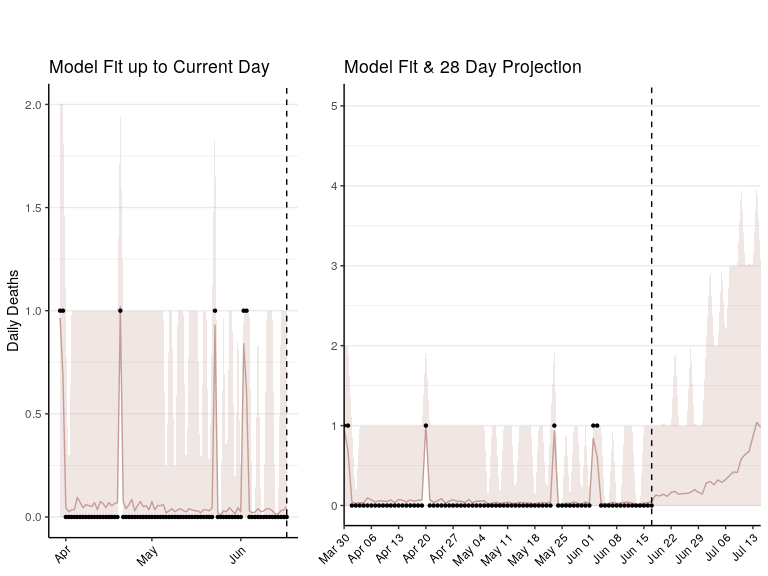 Model Fit up to Current Day
Model Fit & 28 Day Projection
Daily Deaths
2.0
1.5
1.0
0.5
0.0
Apr
May
Jun
5
4
3
2
1
0
Mar 30
Apr 06
Apr 13
Apr 20
Apr 27
May 04
May 11
May 18
May 25
Jun 01
Jun 08
Jun 15
Jun 22
Jun 29
Jul 06
Jul 13